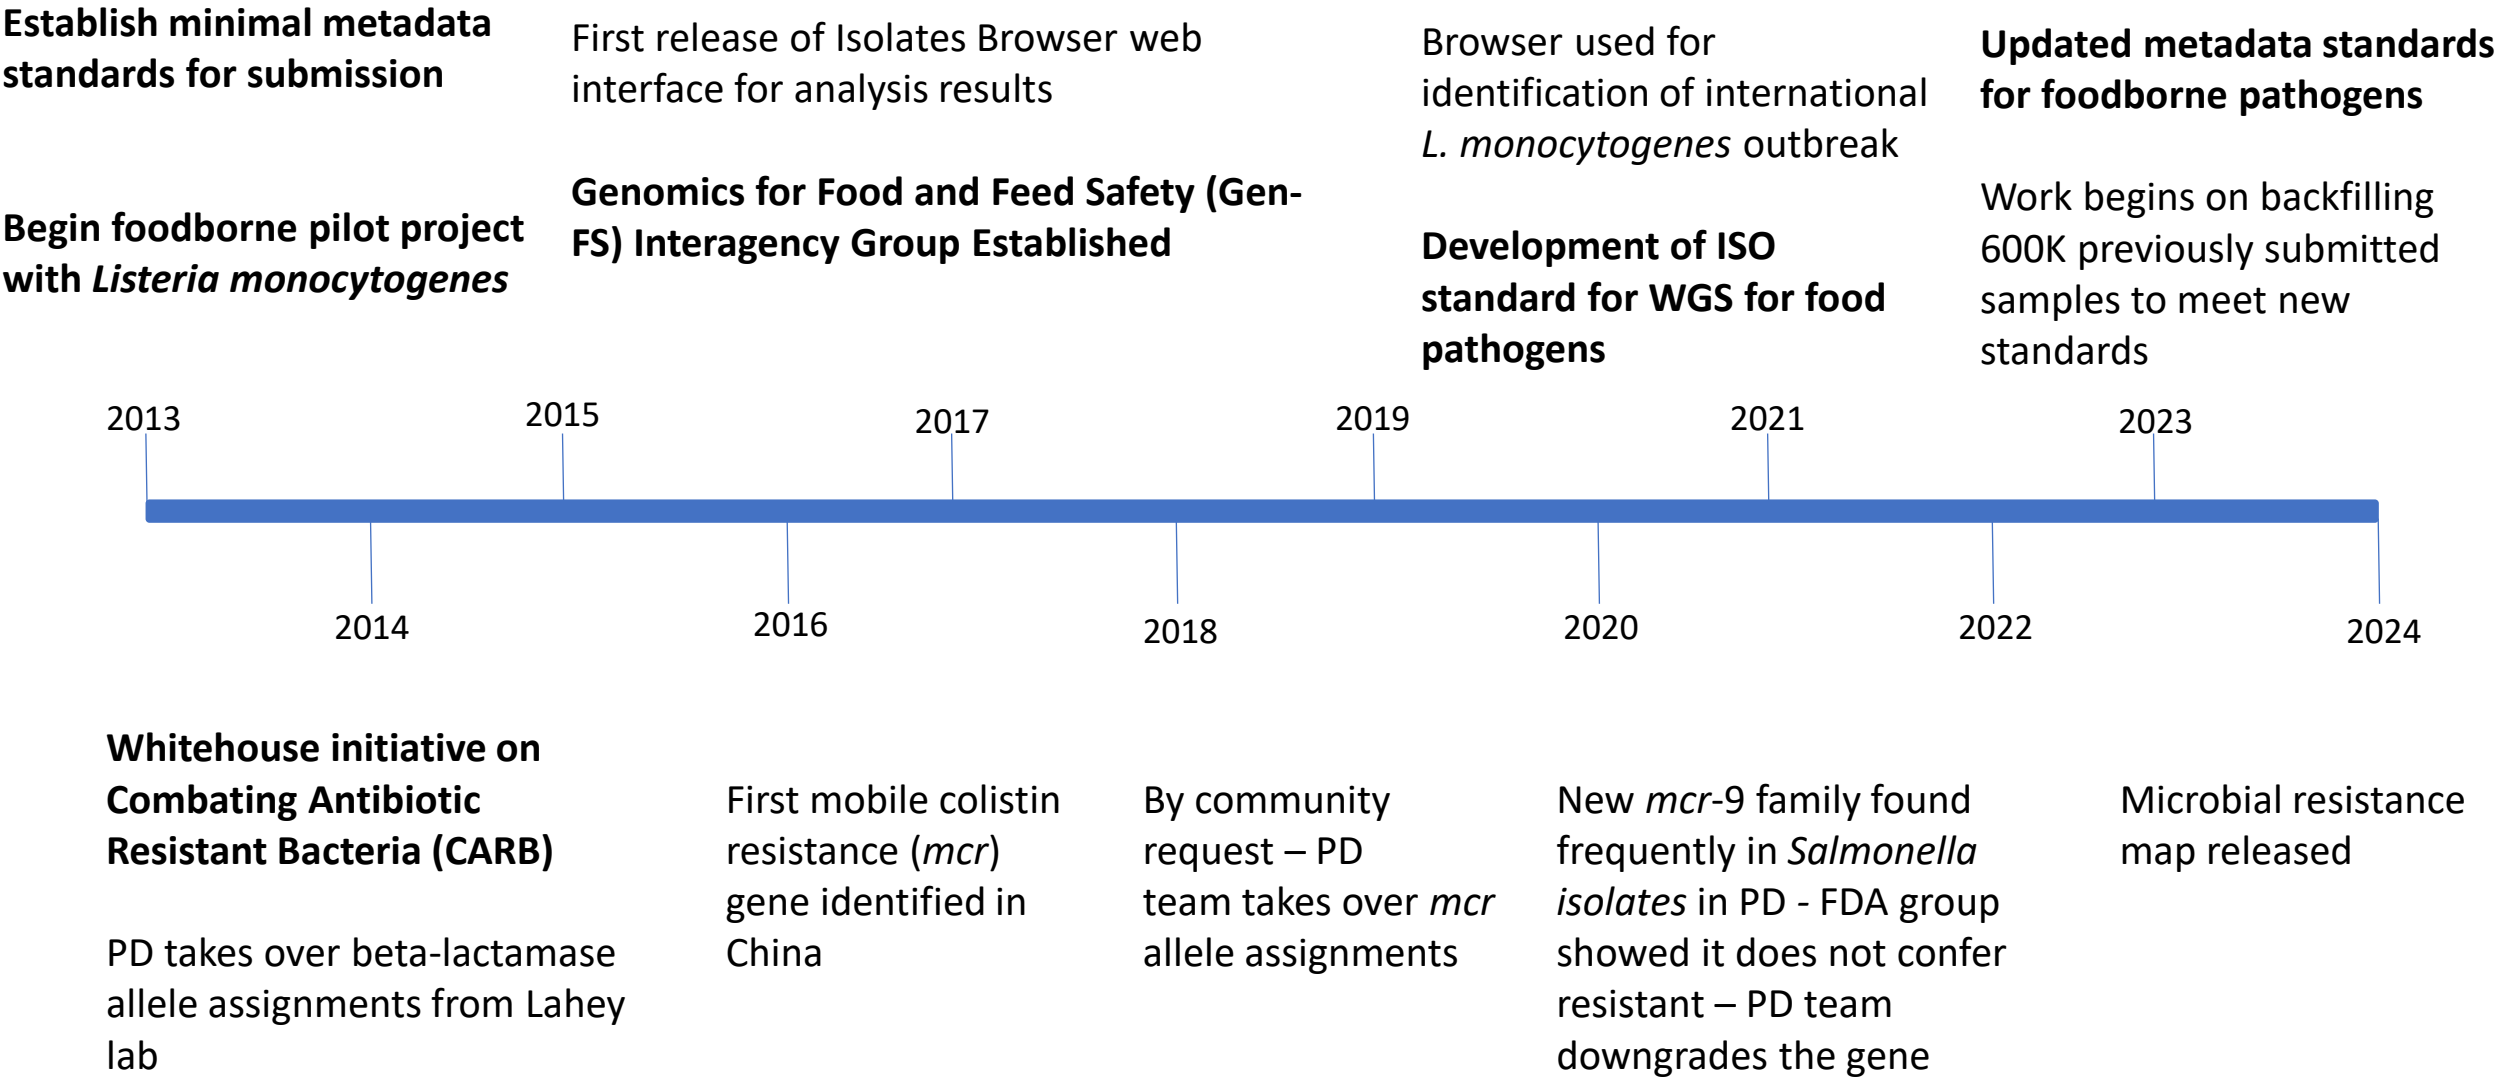 Establish minimal metadata
standards for submission
Begin foodborne pilot project
with Listeria monocytogenes
First release of Isolates Browser web
interface for analysis results
Genomics for Food and Feed Safety (Gen-
FS) Interagency Group Established
Browser used for
identification of international
L. monocytogenes outbreak
Development of ISO
standard for WGS for food
pathogens
Updated metadata standards
for foodborne pathogens
Work begins on backfilling
600K previously submitted
samples to meet new
standards
2013
2015
2017
2019
2021
2023
2014
2016
2018
2020
2022
2024
Whitehouse initiative on
Combating Antibiotic
Resistant Bacteria (CARB)
PD takes over beta-lactamase
allele assignments from Lahey
lab
First mobile colistin
resistance (mcr)
gene identified in
China
By community
request – PD
team takes over mcr
allele assignments
New mcr-9 family found
frequently in Salmonella
isolates in PD - FDA group
showed it does not confer
resistant – PD team
downgrades the gene
Microbial resistance
map released